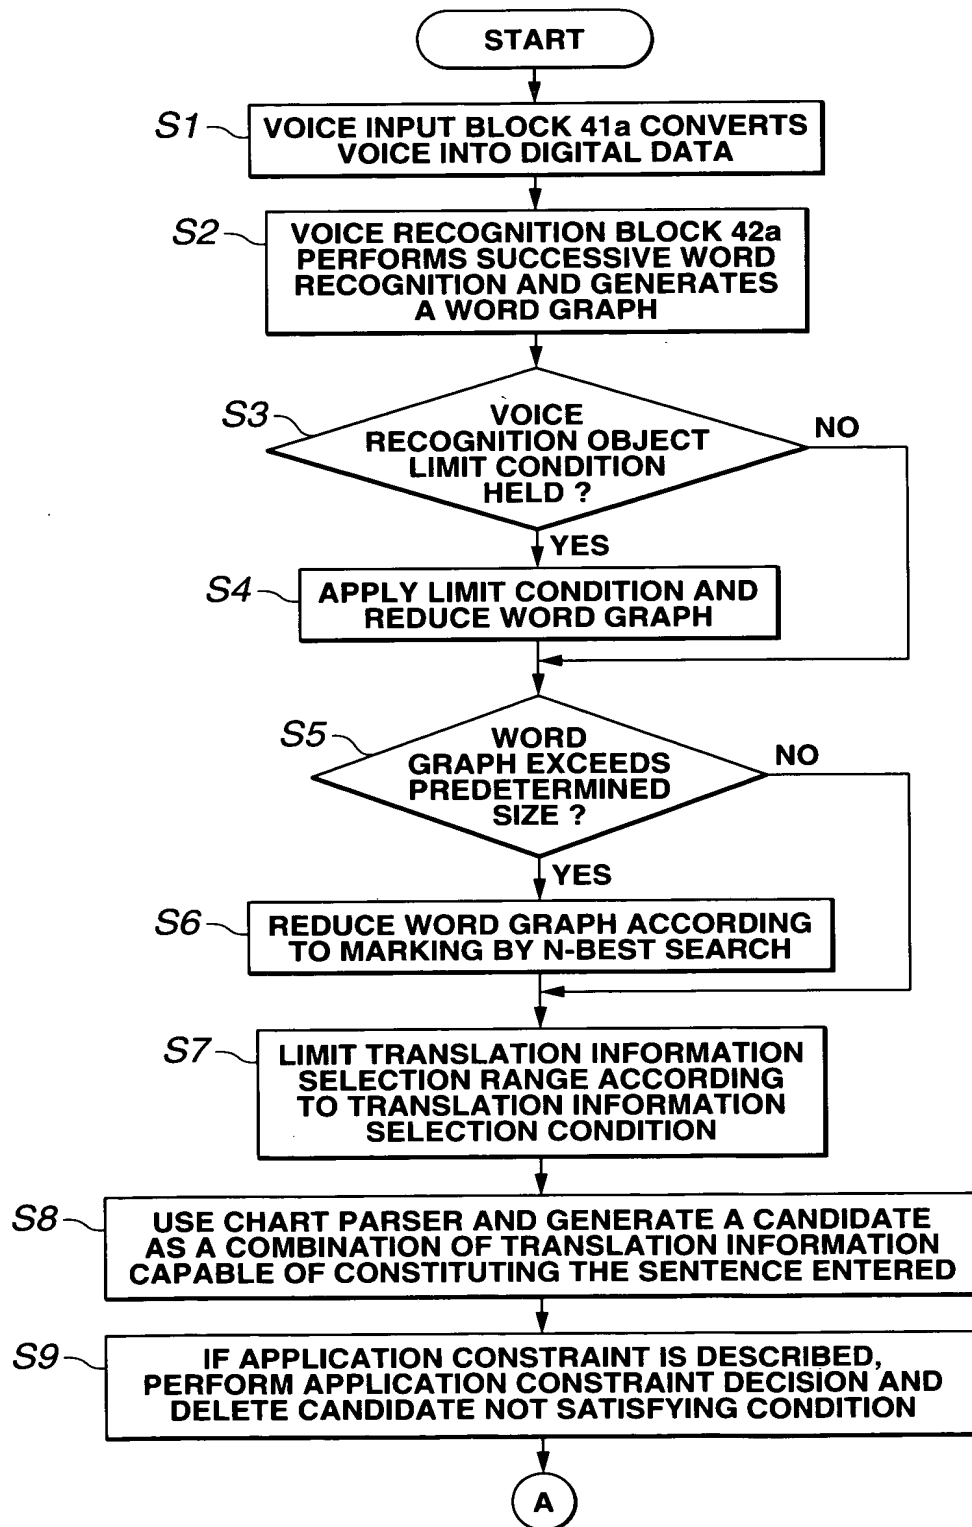 START
S1
VOICE INPUT BLOCK 41a CONVERTS
VOICE INTO DIGITAL DATA
S2
VOICE RECOGNITION BLOCK 42a
PERFORMS SUCCESSIVE WORD
RECOGNITION AND GENERATES
A WORD GRAPH
S3
VOICE
RECOGNITION OBJECT
LIMIT CONDITION
HELD ?
NO
YES
S4
APPLY LIMIT CONDITION AND
REDUCE WORD GRAPH
S5
WORD
GRAPH EXCEEDS
PREDETERMINED
SIZE ?
NO
YES
S6
REDUCE WORD GRAPH ACCORDING
TO MARKING BY N-BEST SEARCH
S7
LIMIT TRANSLATION INFORMATION
SELECTION RANGE ACCORDING
TO TRANSLATION INFORMATION
SELECTION CONDITION
S8
USE CHART PARSER AND GENERATE A CANDIDATE
AS A COMBINATION OF TRANSLATION INFORMATION
CAPABLE OF CONSTITUTING THE SENTENCE ENTERED
S9
IF APPLICATION CONSTRAINT IS DESCRIBED,
PERFORM APPLICATION CONSTRAINT DECISION AND
DELETE CANDIDATE NOT SATISFYING CONDITION
A